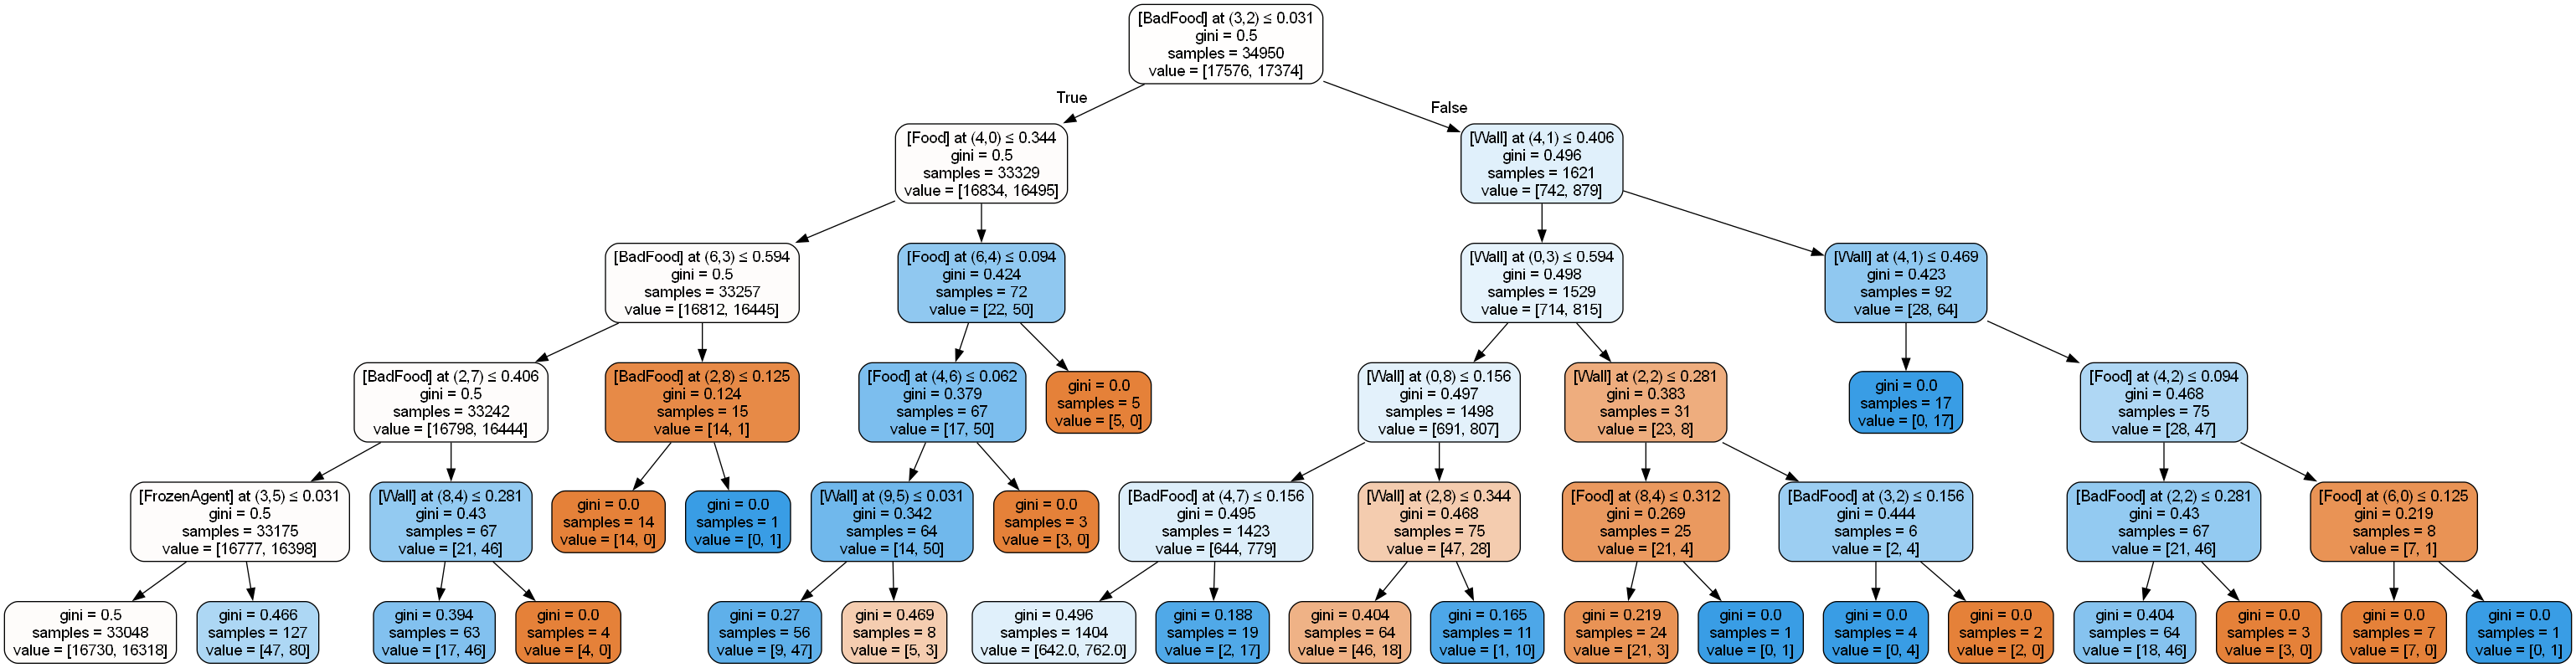 [BadFood] at (3,2) ≤ 0.031
gini = 0.5
samples = 34950
value = [17576, 17374]
True
False
[Food] at (4,0) ≤ 0.344
gini = 0.5
samples = 33329
value = [16834, 16495]
[Wall] at (4,1) ≤ 0.406
gini = 0.496
samples = 1621
value = [742, 879]
[BadFood] at (6,3) ≤ 0.594
gini = 0.5
samples = 33257
value = [16812, 16445]
[Food] at (6,4) ≤ 0.094
gini = 0.424
samples = 72
value = [22, 50]
[Wall] at (0,3) ≤ 0.594
gini = 0.498
samples = 1529
value = [714, 815]
[Wall] at (4,1) ≤ 0.469
gini = 0.423
samples = 92
value = [28, 64]
[BadFood] at (2,7) ≤ 0.406
gini = 0.5
samples = 33242
value = [16798, 16444]
[BadFood] at (2,8) ≤ 0.125
gini = 0.124
samples = 15
value = [14, 1]
[Food] at (4,6) ≤ 0.062
gini = 0.379
samples = 67
value = [17, 50]
gini = 0.0
samples = 5
value = [5, 0]
[Wall] at (0,8) ≤ 0.156
gini = 0.497
samples = 1498
value = [691, 807]
[Wall] at (2,2) ≤ 0.281
gini = 0.383
samples = 31
value = [23, 8]
gini = 0.0
samples = 17
value = [0, 17]
[Food] at (4,2) ≤ 0.094
gini = 0.468
samples = 75
value = [28, 47]
[FrozenAgent] at (3,5) ≤ 0.031
gini = 0.5
samples = 33175
value = [16777, 16398]
[Wall] at (8,4) ≤ 0.281
gini = 0.43
samples = 67
value = [21, 46]
gini = 0.0
samples = 14
value = [14, 0]
gini = 0.0
samples = 1
value = [0, 1]
[Wall] at (9,5) ≤ 0.031
gini = 0.342
samples = 64
value = [14, 50]
gini = 0.0
samples = 3
value = [3, 0]
[BadFood] at (4,7) ≤ 0.156
gini = 0.495
samples = 1423
value = [644, 779]
[Wall] at (2,8) ≤ 0.344
gini = 0.468
samples = 75
value = [47, 28]
[Food] at (8,4) ≤ 0.312
gini = 0.269
samples = 25
value = [21, 4]
[BadFood] at (3,2) ≤ 0.156
gini = 0.444
samples = 6
value = [2, 4]
[BadFood] at (2,2) ≤ 0.281
gini = 0.43
samples = 67
value = [21, 46]
[Food] at (6,0) ≤ 0.125
gini = 0.219
samples = 8
value = [7, 1]
gini = 0.5
samples = 33048
value = [16730, 16318]
gini = 0.466
samples = 127
value = [47, 80]
gini = 0.394
samples = 63
value = [17, 46]
gini = 0.0
samples = 4
value = [4, 0]
gini = 0.27
samples = 56
value = [9, 47]
gini = 0.469
samples = 8
value = [5, 3]
gini = 0.496
samples = 1404
value = [642.0, 762.0]
gini = 0.188
samples = 19
value = [2, 17]
gini = 0.404
samples = 64
value = [46, 18]
gini = 0.165
samples = 11
value = [1, 10]
gini = 0.219
samples = 24
value = [21, 3]
gini = 0.0
samples = 1
value = [0, 1]
gini = 0.0
samples = 4
value = [0, 4]
gini = 0.0
samples = 2
value = [2, 0]
gini = 0.404
samples = 64
value = [18, 46]
gini = 0.0
samples = 3
value = [3, 0]
gini = 0.0
samples = 7
value = [7, 0]
gini = 0.0
samples = 1
value = [0, 1]